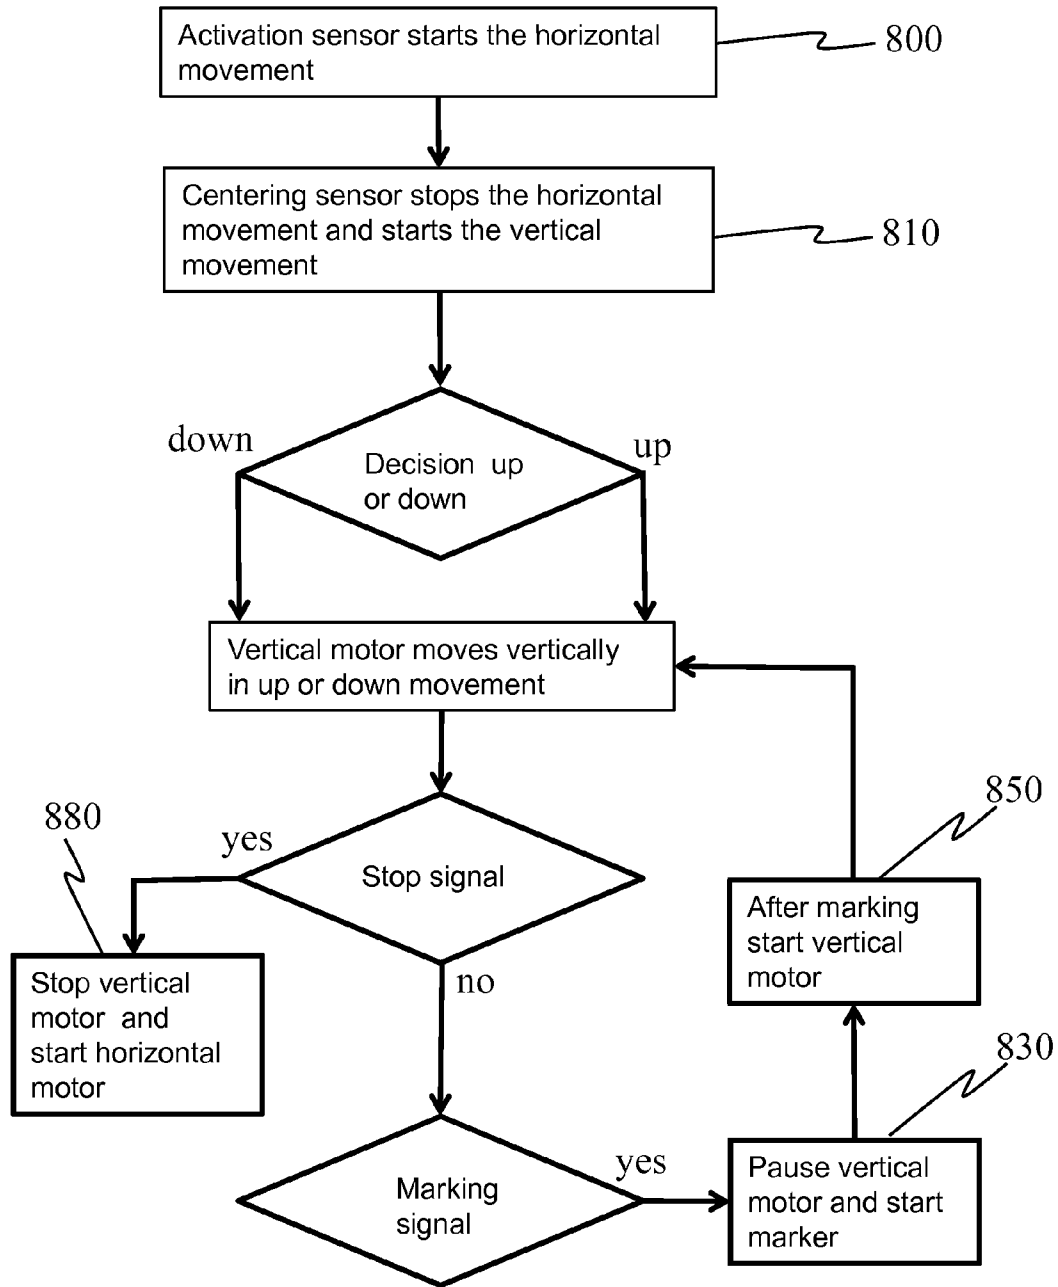 Activation sensor starts the horizontal
movement
800
Centering sensor stops the horizontal
movement and starts the vertical
movement
810
down
up
Decision up
or down
Vertical motor moves vertically
in up or down movement
850
880
yes
Stop signal
After marking
start vertical
motor
no
Stop vertical
motor and
start horizontal
motor
830
yes
Marking
signal
Pause vertical
motor and start
marker